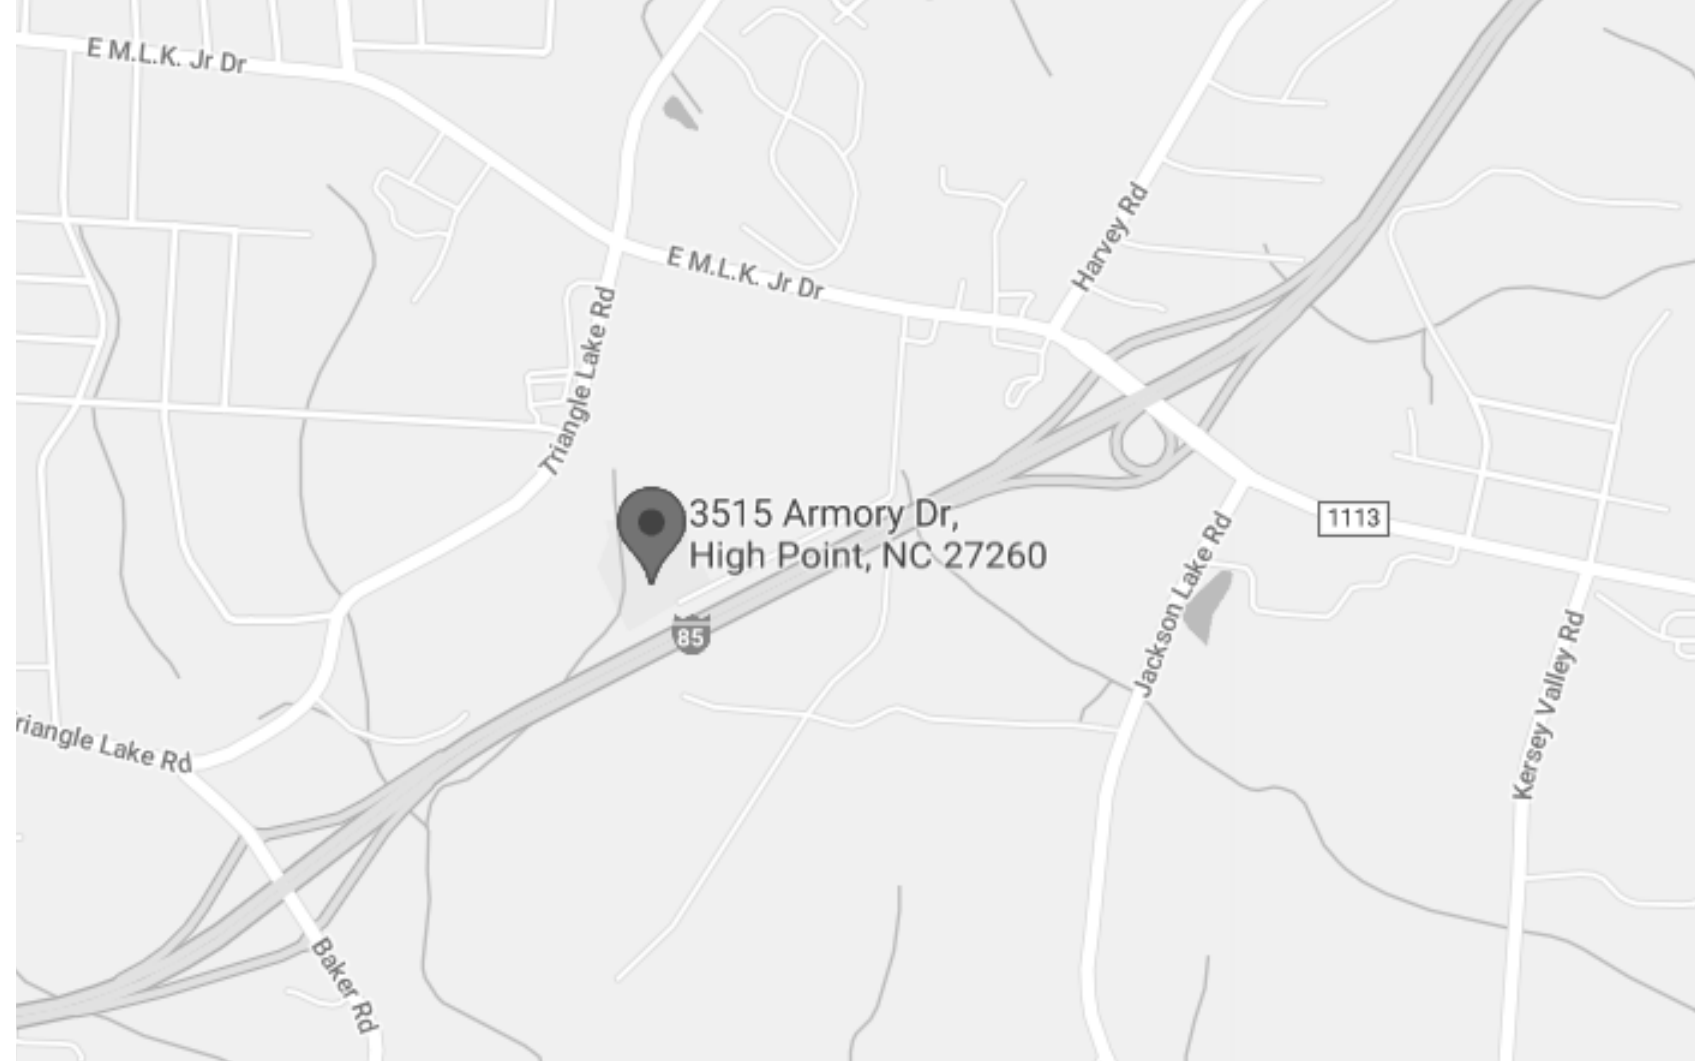 E M.L.K. Jr Dr
Harvey Rd
E M.L.K. Jr Dr
Triangle Lake Rd
3515 Armory Dr,
High Point, NC 27260
1113
85
Jackson Lake Rd
Kersey Valley Rd
riangle Lake Rd
Baker Rd